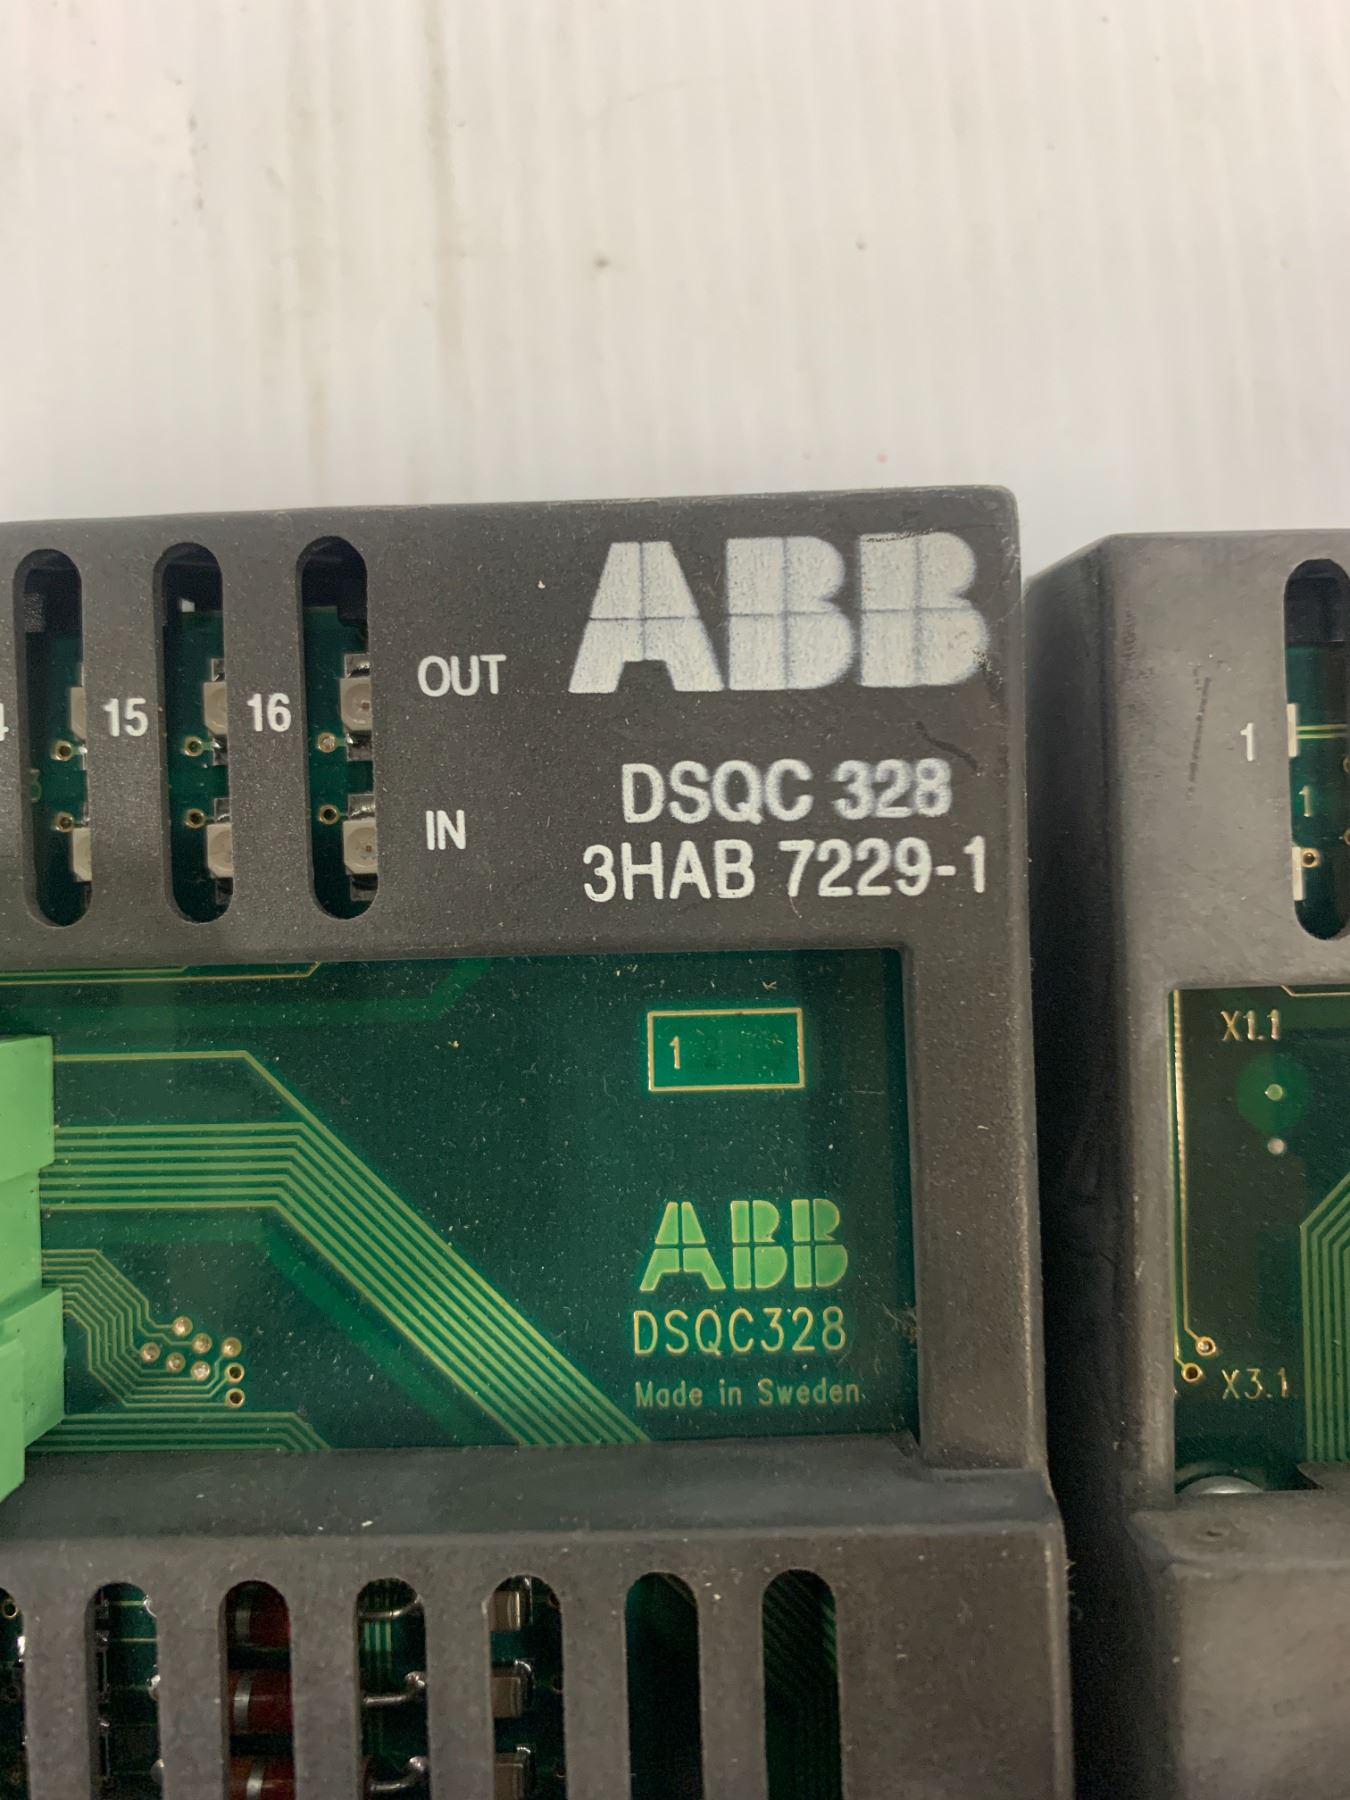 ABB
OUT
15
16
DSQC 328
IN
3HAB 7229-1
1
1
1
X1.1
ABB
DSQC328
Made in Sweden
X3.1